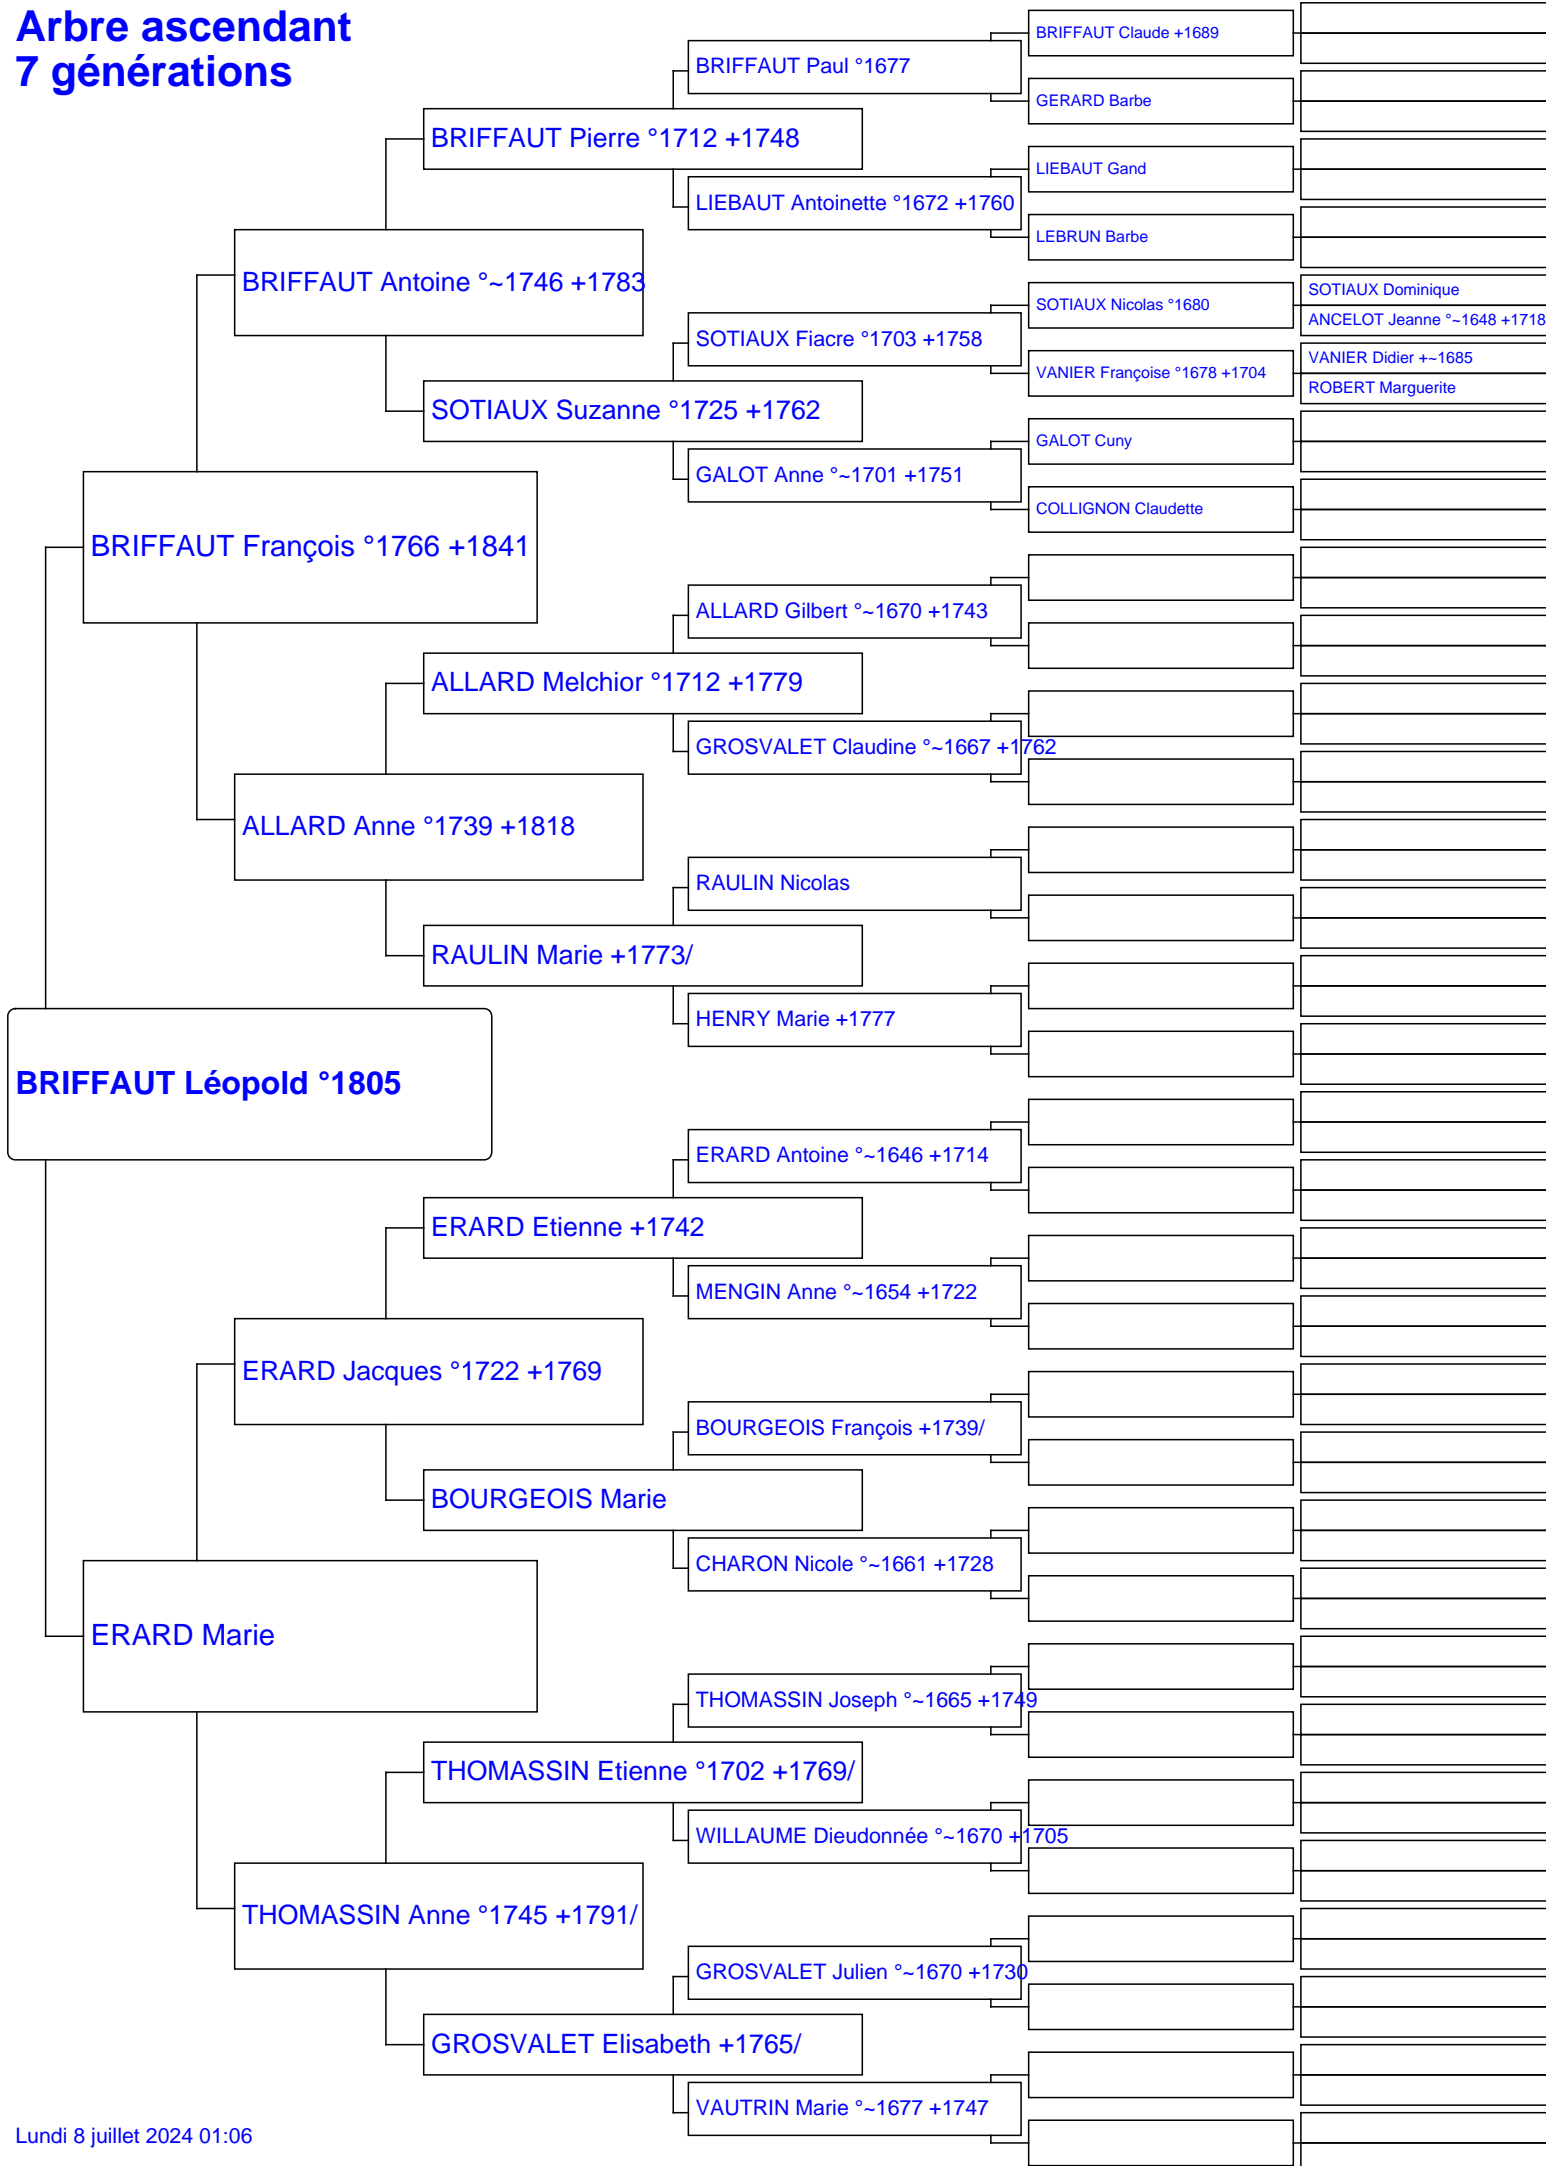 Arbre ascendant
7 générations
BRIFFAUT Claude +1689
BRIFFAUT Paul °1677
GERARD Barbe
BRIFFAUT Pierre °1712 +1748
LIEBAUT Gand
LIEBAUT Antoinette °1672 +1760
LEBRUN Barbe
BRIFFAUT Antoine °~1746 +1783
SOTIAUX Dominique
SOTIAUX Nicolas °1680
ANCELOT Jeanne °~1648 +1718
SOTIAUX Fiacre °1703 +1758
VANIER Didier +~1685
VANIER Françoise °1678 +1704
ROBERT Marguerite
SOTIAUX Suzanne °1725 +1762
GALOT Cuny
GALOT Anne °~1701 +1751
COLLIGNON Claudette
BRIFFAUT François °1766 +1841
ALLARD Gilbert °~1670 +1743
ALLARD Melchior °1712 +1779
GROSVALET Claudine °~1667 +1762
ALLARD Anne °1739 +1818
RAULIN Nicolas
RAULIN Marie +1773/
HENRY Marie +1777
BRIFFAUT Léopold °1805
ERARD Antoine °~1646 +1714
ERARD Etienne +1742
MENGIN Anne °~1654 +1722
ERARD Jacques °1722 +1769
BOURGEOIS François +1739/
BOURGEOIS Marie
CHARON Nicole °~1661 +1728
ERARD Marie
THOMASSIN Joseph °~1665 +1749
THOMASSIN Etienne °1702 +1769/
WILLAUME Dieudonnée °~1670 +1705
THOMASSIN Anne °1745 +1791/
GROSVALET Julien °~1670 +1730
GROSVALET Elisabeth +1765/
VAUTRIN Marie °~1677 +1747
Lundi 8 juillet 2024 01:06